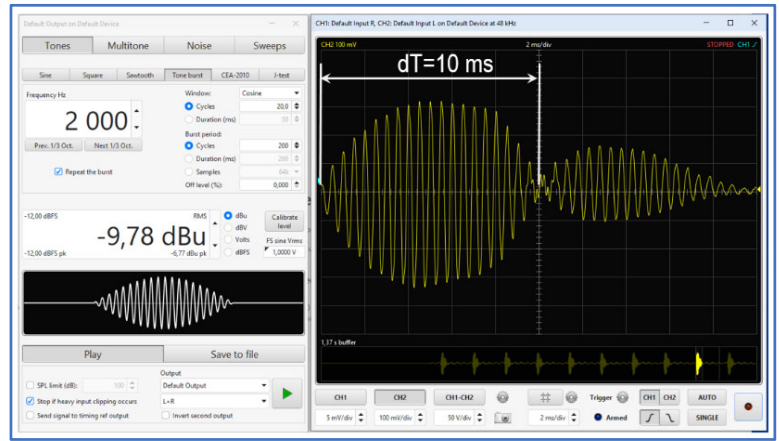 Default Output on Default Device
Tones Multitone Noise Sweeps
Sine Square Sawtooth Tone burst CEA-2010 J-test
Frequency Hz
2 000
Prev. 1/3 Oct. Next 1/3 Oct.
Repeat the burst
Window: Cosine
Cycles 20,0
Duration (ms) 50
Burst period:
Cycles 200
Duration (ms) 200
Samples 64k
Off level (%): 0,000
-12,00 dBFS
RMS
-9,78 dBu
-12,00 dBFS pk
-6,77 dBu pk
dBu
dBV
Volts
dBFS
Calibrate
level
FS sine Vrms
1,0000 V
Play Save to file
SPL limit (dB): 100
Stop if heavy input clipping occurs
Send signal to timing ref output
Output
Default Output
L+R
Invert second output
CH1: Default Input R, CH2: Default Input L on Default Device at 48 kHz
CH2 100 mV 2 ms/div STOPPED CH1
dT=10 ms
1,37 s buffer
CH1 CH2 CH1-CH2 Trigger CH1 CH2 AUTO
5 mV/div 100 mV/div 50 V/div 2 ms/div Armed SINGLE